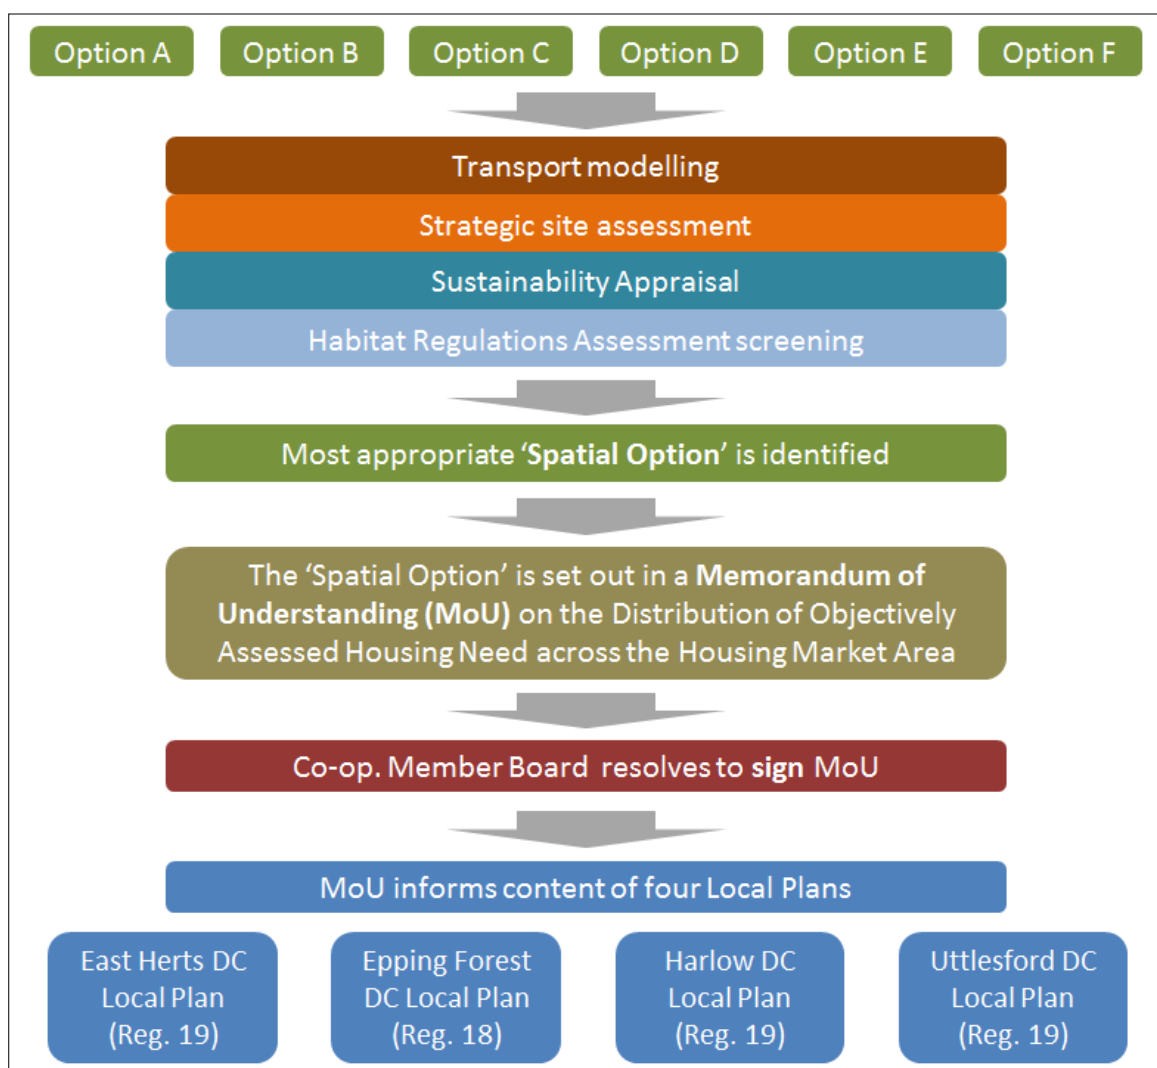 Option A Option B Option C Option D Option E Option F
Transport modelling
Strategic site assessment
Sustainability Appraisal
Habitat Regulations Assessment screening
Most appropriate ‘Spatial Option’ is identified
The ‘Spatial Option’ is set out in a Memorandum of
Understanding (MoU) on the Distribution of Objectively
Assessed Housing Need across the Housing Market Area
Co-op. Member Board resolves to sign MoU
MoU informs content of four Local Plans
East Herts DC
Local Plan
(Reg. 19)
Epping Forest
DC Local Plan
(Reg. 18)
Harlow DC
Local Plan
(Reg. 19)
Uttlesford DC
Local Plan
(Reg. 19)